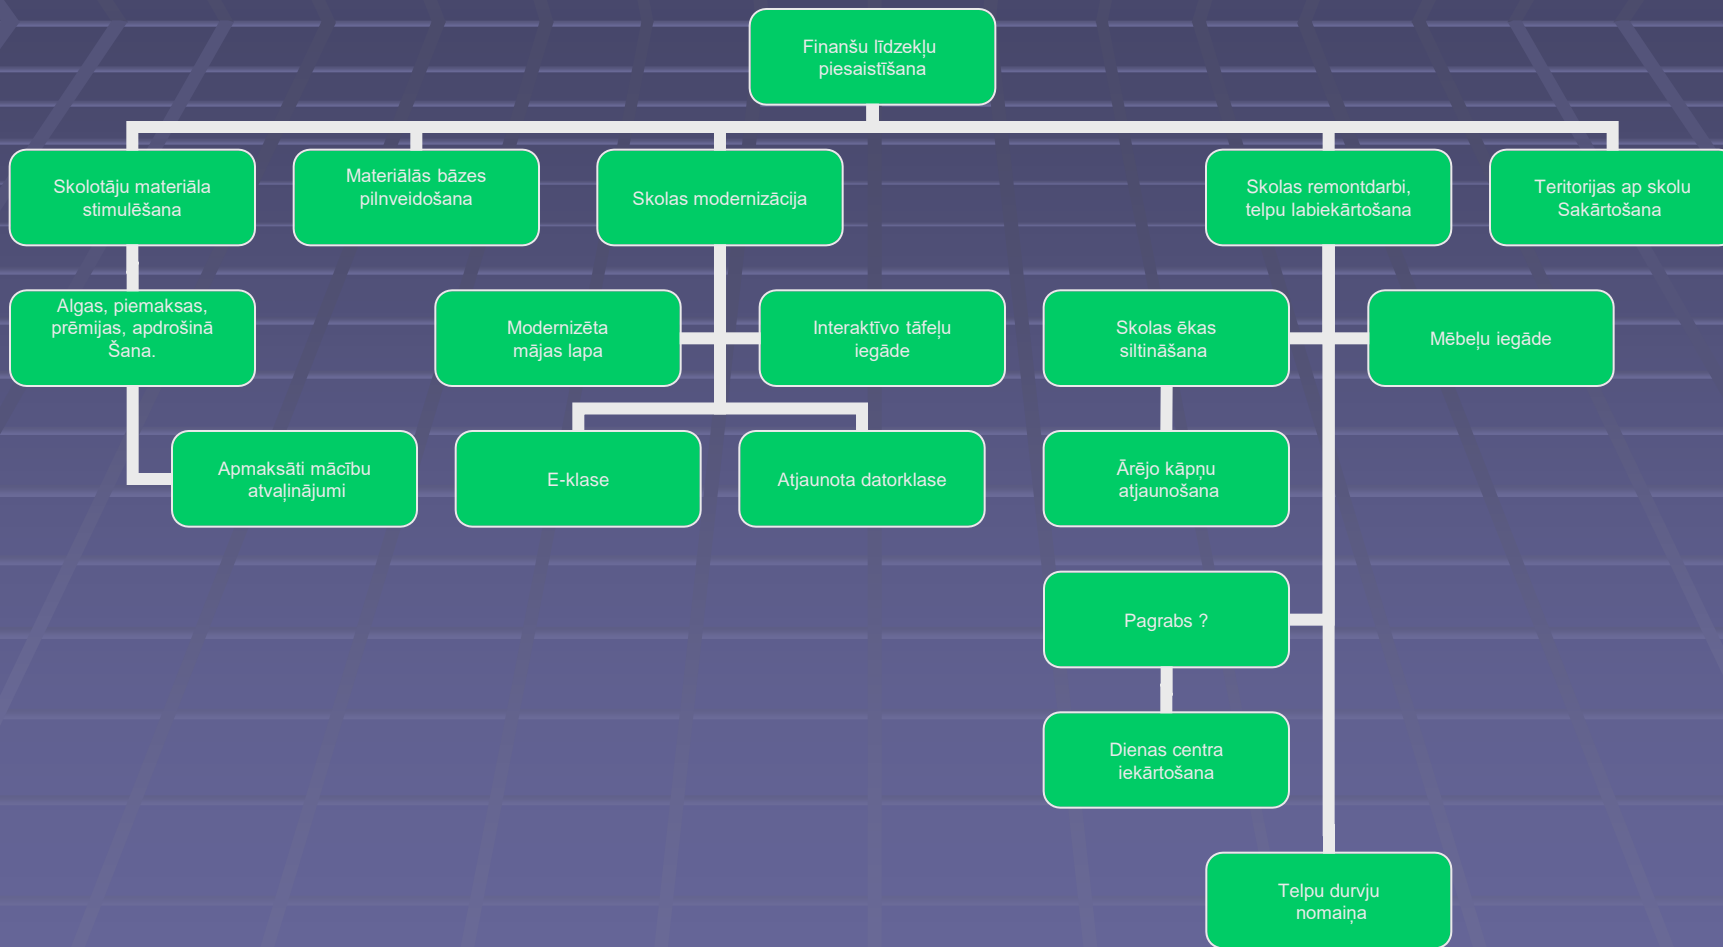 Finanšu līdzekļu
piesaistīšana
Skolotāju materiāla
stimulēšana
Materiālās bāzes
pilnveidošana
Skolas modernizācija
Skolas remontdarbi,
telpu labiekārtošana
Teritorijas ap skolu
Sakārtošana
Algas, piemaksas,
prēmijas, apdrošinā
Šana.
Modernizēta
mājas lapa
Interaktīvo tāfeļu
iegāde
Skolas ēkas
siltināšana
Mēbeļu iegāde
Apmaksāti mācību
atvaļinājumi
E-klase
Atjaunota datorklase
Ārējo kāpņu
atjaunošana
Pagrabs ?
Dienas centra
iekārtošana
Telpu durvju
nomaiņa